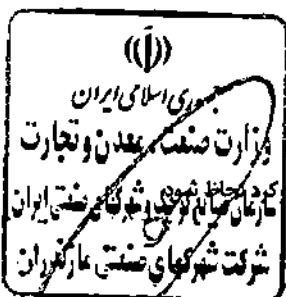 جمهوری اسلامی ایران
وزارت صنعت، معدن و تجارت
سازمان صنایع کوچک و شهرکهای صنعتی ایران
شرکت شهرکهای صنعتی مازندران